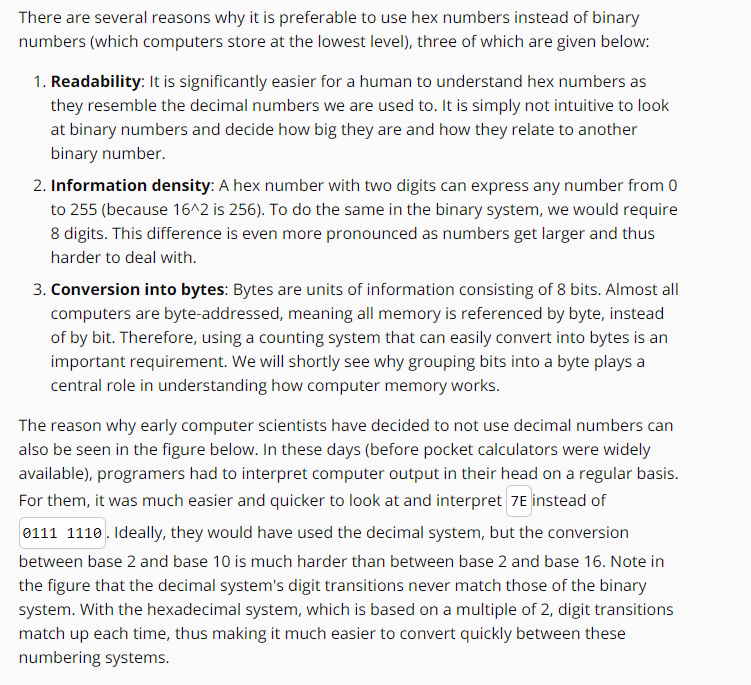 There are several reasons why it is preferable to use hex numbers instead of binary
numbers (which computers store at the lowest level), three of which are given below:
1. Readability: It is significantly easier for a human to understand hex numbers as
they resemble the decimal numbers we are used to. It is simply not intuitive to look
at binary numbers and decide how big they are and how they relate to another
binary number.
2. Information density: A hex number with two digits can express any number from 0
to 255 (because 16^2 is 256). To do the same in the binary system, we would require
8 digits. This difference is even more pronounced as numbers get larger and thus
harder to deal with.
3. Conversion into bytes: Bytes are units of information consisting of 8 bits. Almost all
computers are byte-addressed, meaning all memory is referenced by byte, instead
of by bit. Therefore, using a counting system that can easily convert into bytes is an
important requirement. We will shortly see why grouping bits into a byte plays a
central role in understanding how computer memory works.
The reason why early computer scientists have decided to not use decimal numbers can
also be seen in the figure below. In these days (before pocket calculators were widely
available), programers had to interpret computer output in their head on a regular basis.
For them, it was much easier and quicker to look at and interpret 7E instead of
0111 1110. Ideally, they would have used the decimal system, but the conversion
between base 2 and base 10 is much harder than between base 2 and base 16. Note in
the figure that the decimal system's digit transitions never match those of the binary
system. With the hexadecimal system, which is based on a multiple of 2, digit transitions
match up each time, thus making it much easier to convert quickly between these
numbering systems.